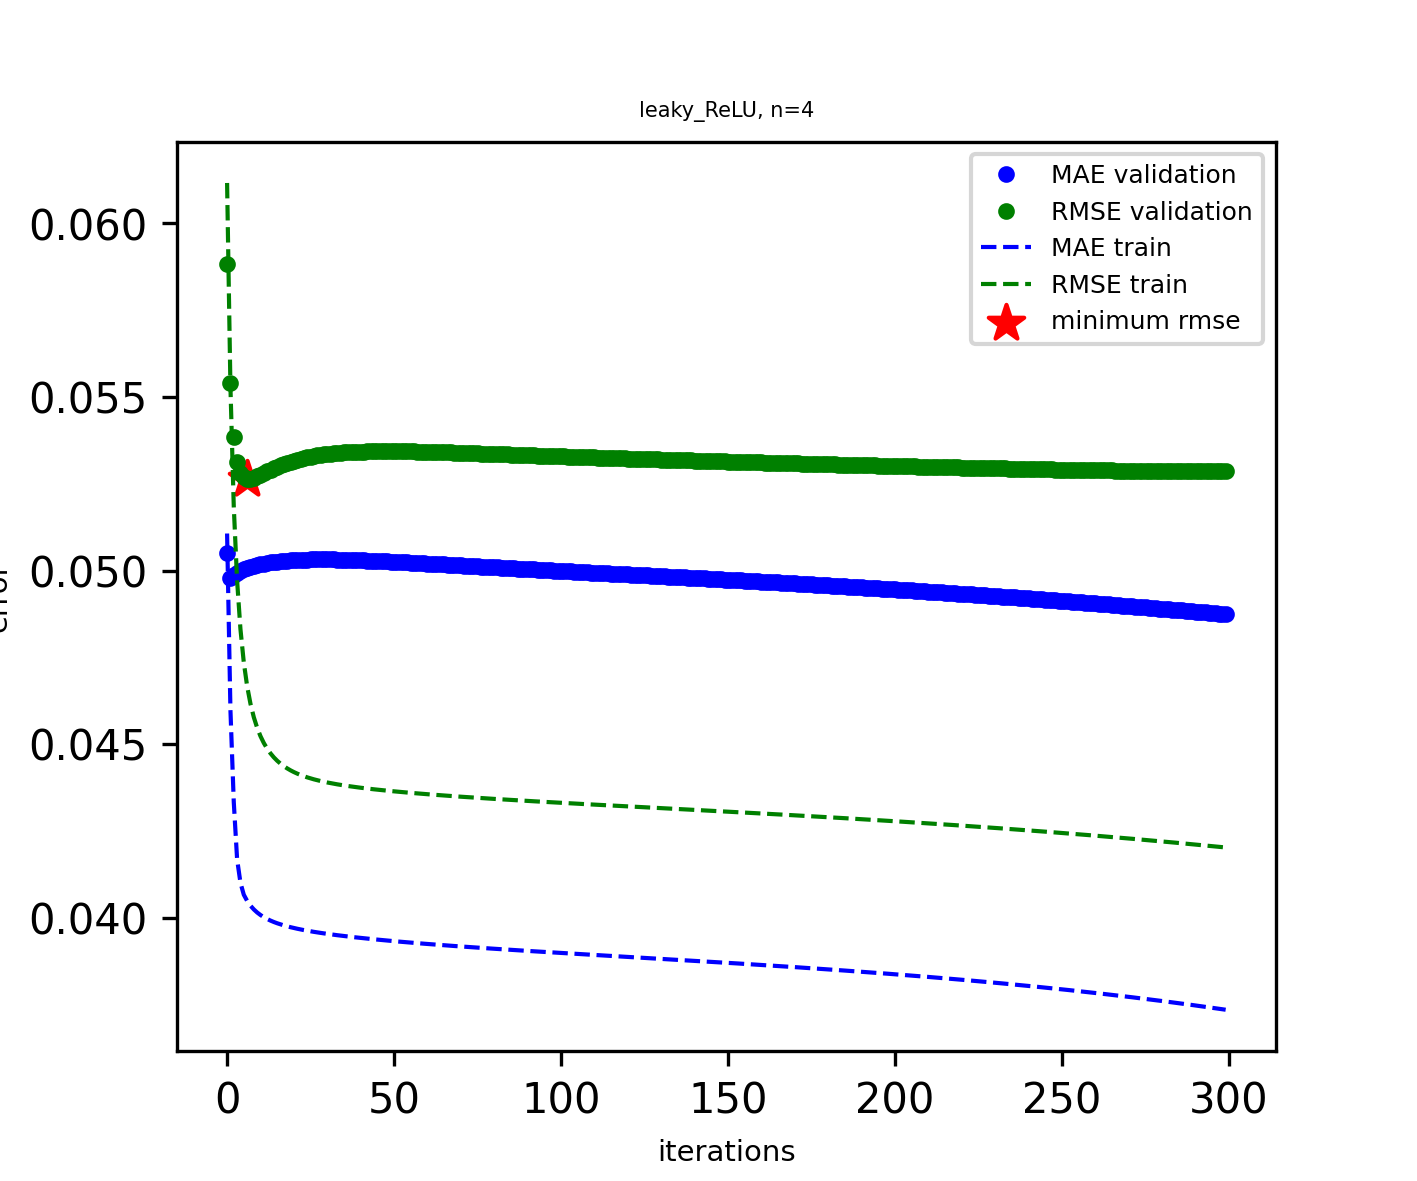 leaky_ReLU, n=4
MAE validation
RMSE validation
MAE train
RMSE train
minimum rmse
0.060
0.055
0.050
0.045
0.040
0 50 100 150 200 250 300
iterations